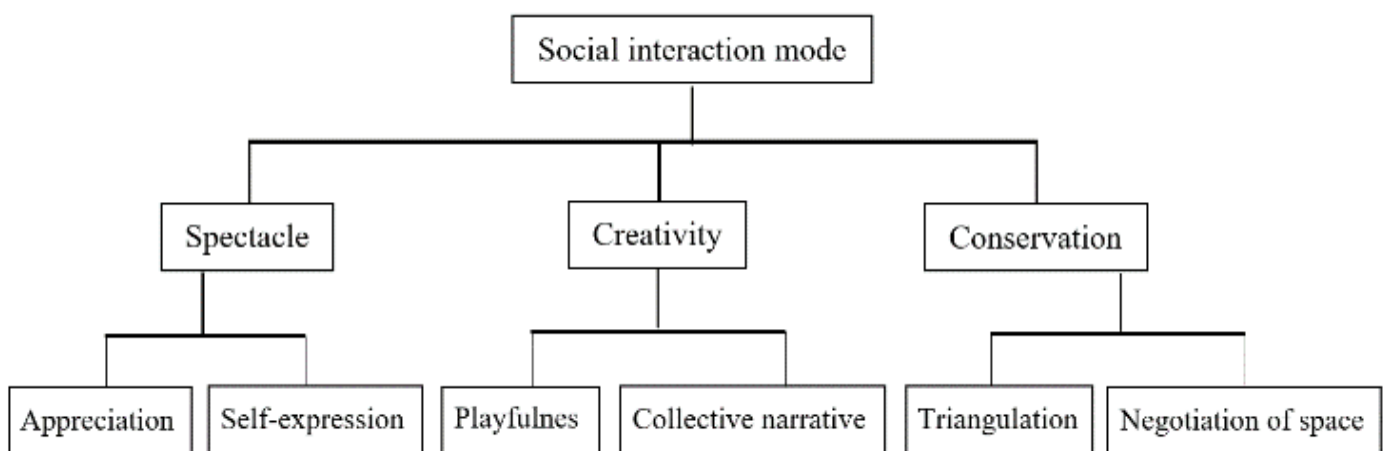 Social interaction mode
Spectacle
Creativity
Conservation
Appreciation
Self-expression
Playfulnes
Collective narrative
Triangulation
Negotiation of space